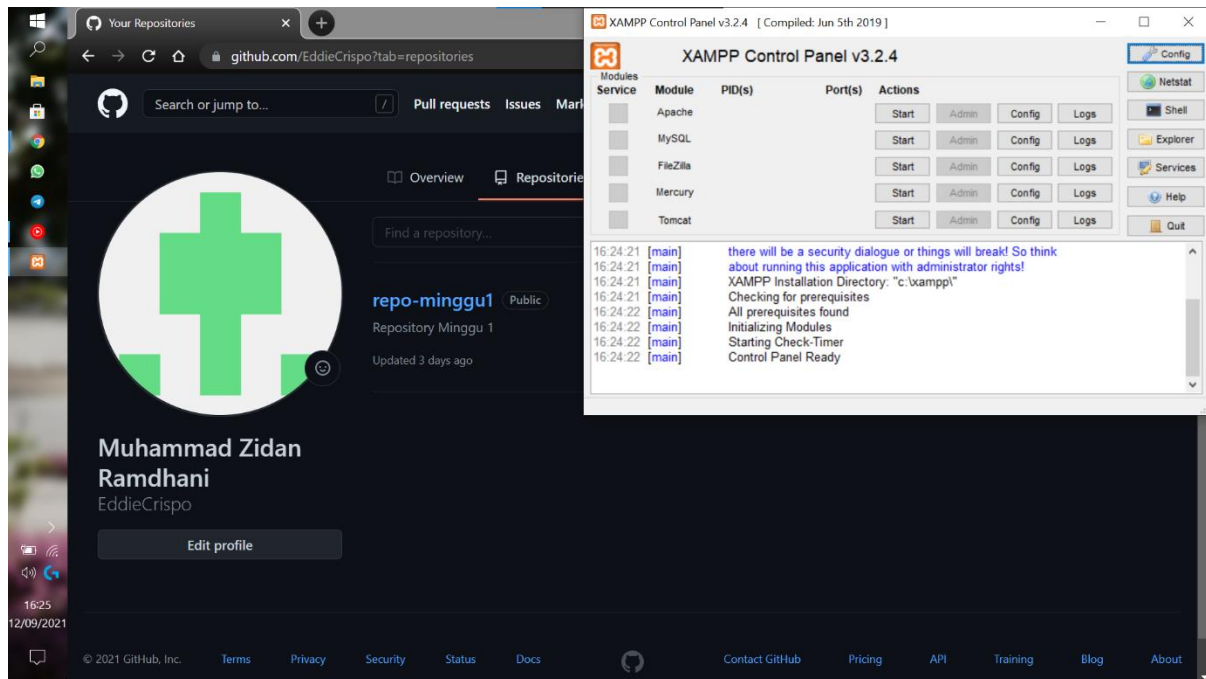 Your Repositories
github.com/EddieCrispo?tab=repositories
Search or jump to...
/
Pull requests
Issues
Overview
Find a repository...
repo-minggu1
Public
Repository Minggu 1
Updated 3 days ago
Muhammad Zidan
Ramdhani
EddieCrispo
Edit profile
© 2021 GitHub, Inc.
Terms
Privacy
Security
Status
Docs
Contact GitHub
Pricing
API
Training
Blog
About
XAMPP Control Panel v3.2.4 [ Compiled: Jun 5th 2019 ]
XAMPP Control Panel v3.2.4
Modules
Service Module PID(s) Port(s) Actions
Apache Start Admin Config Logs
MySQL Start Admin Config Logs
FileZilla Start Admin Config Logs
Mercury Start Admin Config Logs
Tomcat Start Admin Config Logs
Config
Netstat
Shell
Explorer
Services
Help
Quit
16:24:21 [main] there will be a security dialogue or things will break! So think
16:24:21 [main] about running this application with administrator rights!
16:24:21 [main] XAMPP Installation Directory: "c:\xampp\"
16:24:21 [main] Checking for prerequisites
16:24:22 [main] All prerequisites found
16:24:22 [main] Initializing Modules
16:24:22 [main] Starting Check-Timer
16:24:22 [main] Control Panel Ready
16:25
12/09/2021